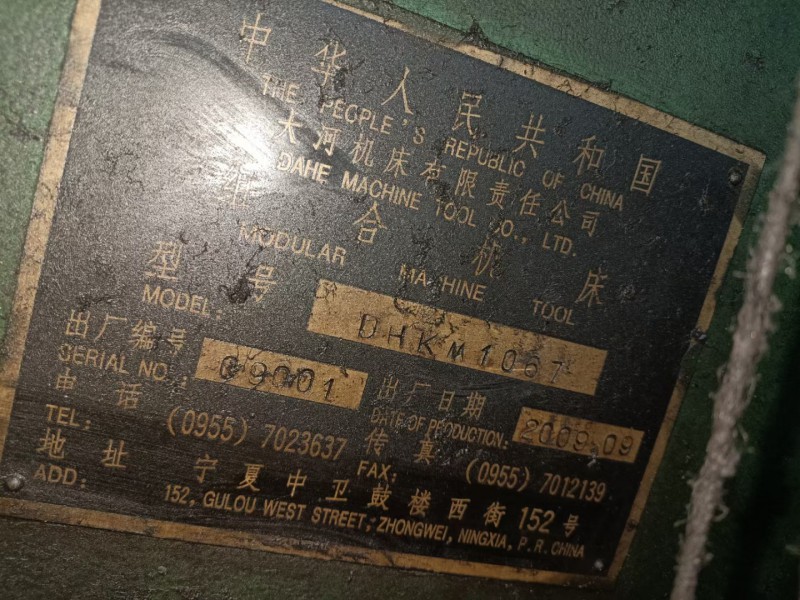 中华人民共和国
THE PEOPLE'S REPUBLIC OF CHINA
大河机床有限责任公司
DAHE MACHINE TOOL CO., LTD.
组合机床
MODULAR MACHINE TOOL
型号
MODEL: DHKM1067
出厂编号 出厂日期
SERIAL NO.: 09001 DATE OF PRODUCTION: 2009.09
电话 传真
TEL: (0955) 7023637 FAX: (0955) 7012139
地址 宁夏中卫鼓楼西街152号
ADD: 152, GULOU WEST STREET, ZHONGWEI, NINGXIA, P.R.CHINA